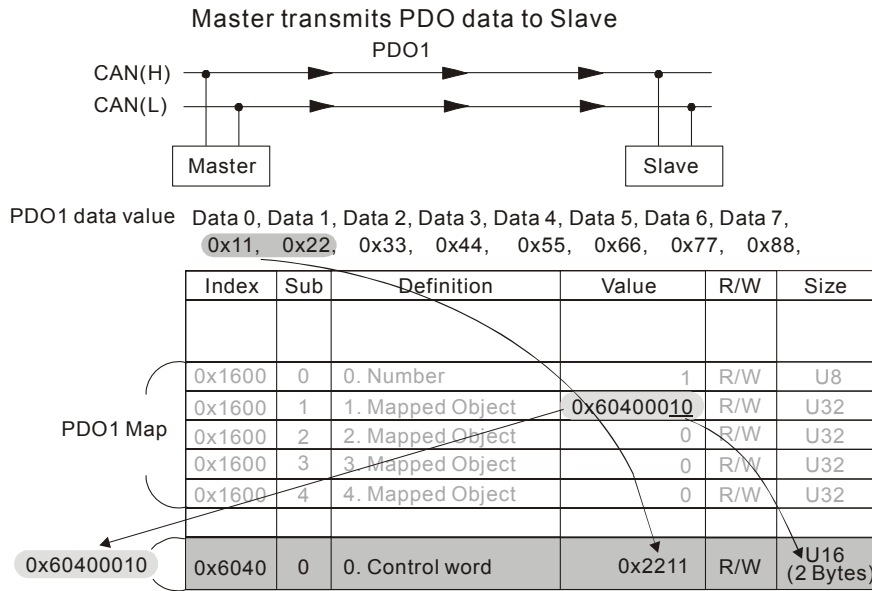 Master transmits PDO data to Slave
PDO1
CAN(H)
CAN(L)
Master
Slave
PDO1 data value Data 0, Data 1, Data 2, Data 3, Data 4, Data 5, Data 6, Data 7,
0x11, 0x22, 0x33, 0x44, 0x55, 0x66, 0x77, 0x88,
Index Sub Definition Value R/W Size
0x1600 0 0. Number 1 R/W U8
0x1600 1 1. Mapped Object 0x60400010 R/W U32
PDO1 Map
0x1600 2 2. Mapped Object 0 R/W U32
0x1600 3 3. Mapped Object 0 R/W U32
0x1600 4 4. Mapped Object 0 R/W U32
0x60400010
0x6040 0 0. Control word 0x2211 R/W U16
(2 Bytes)